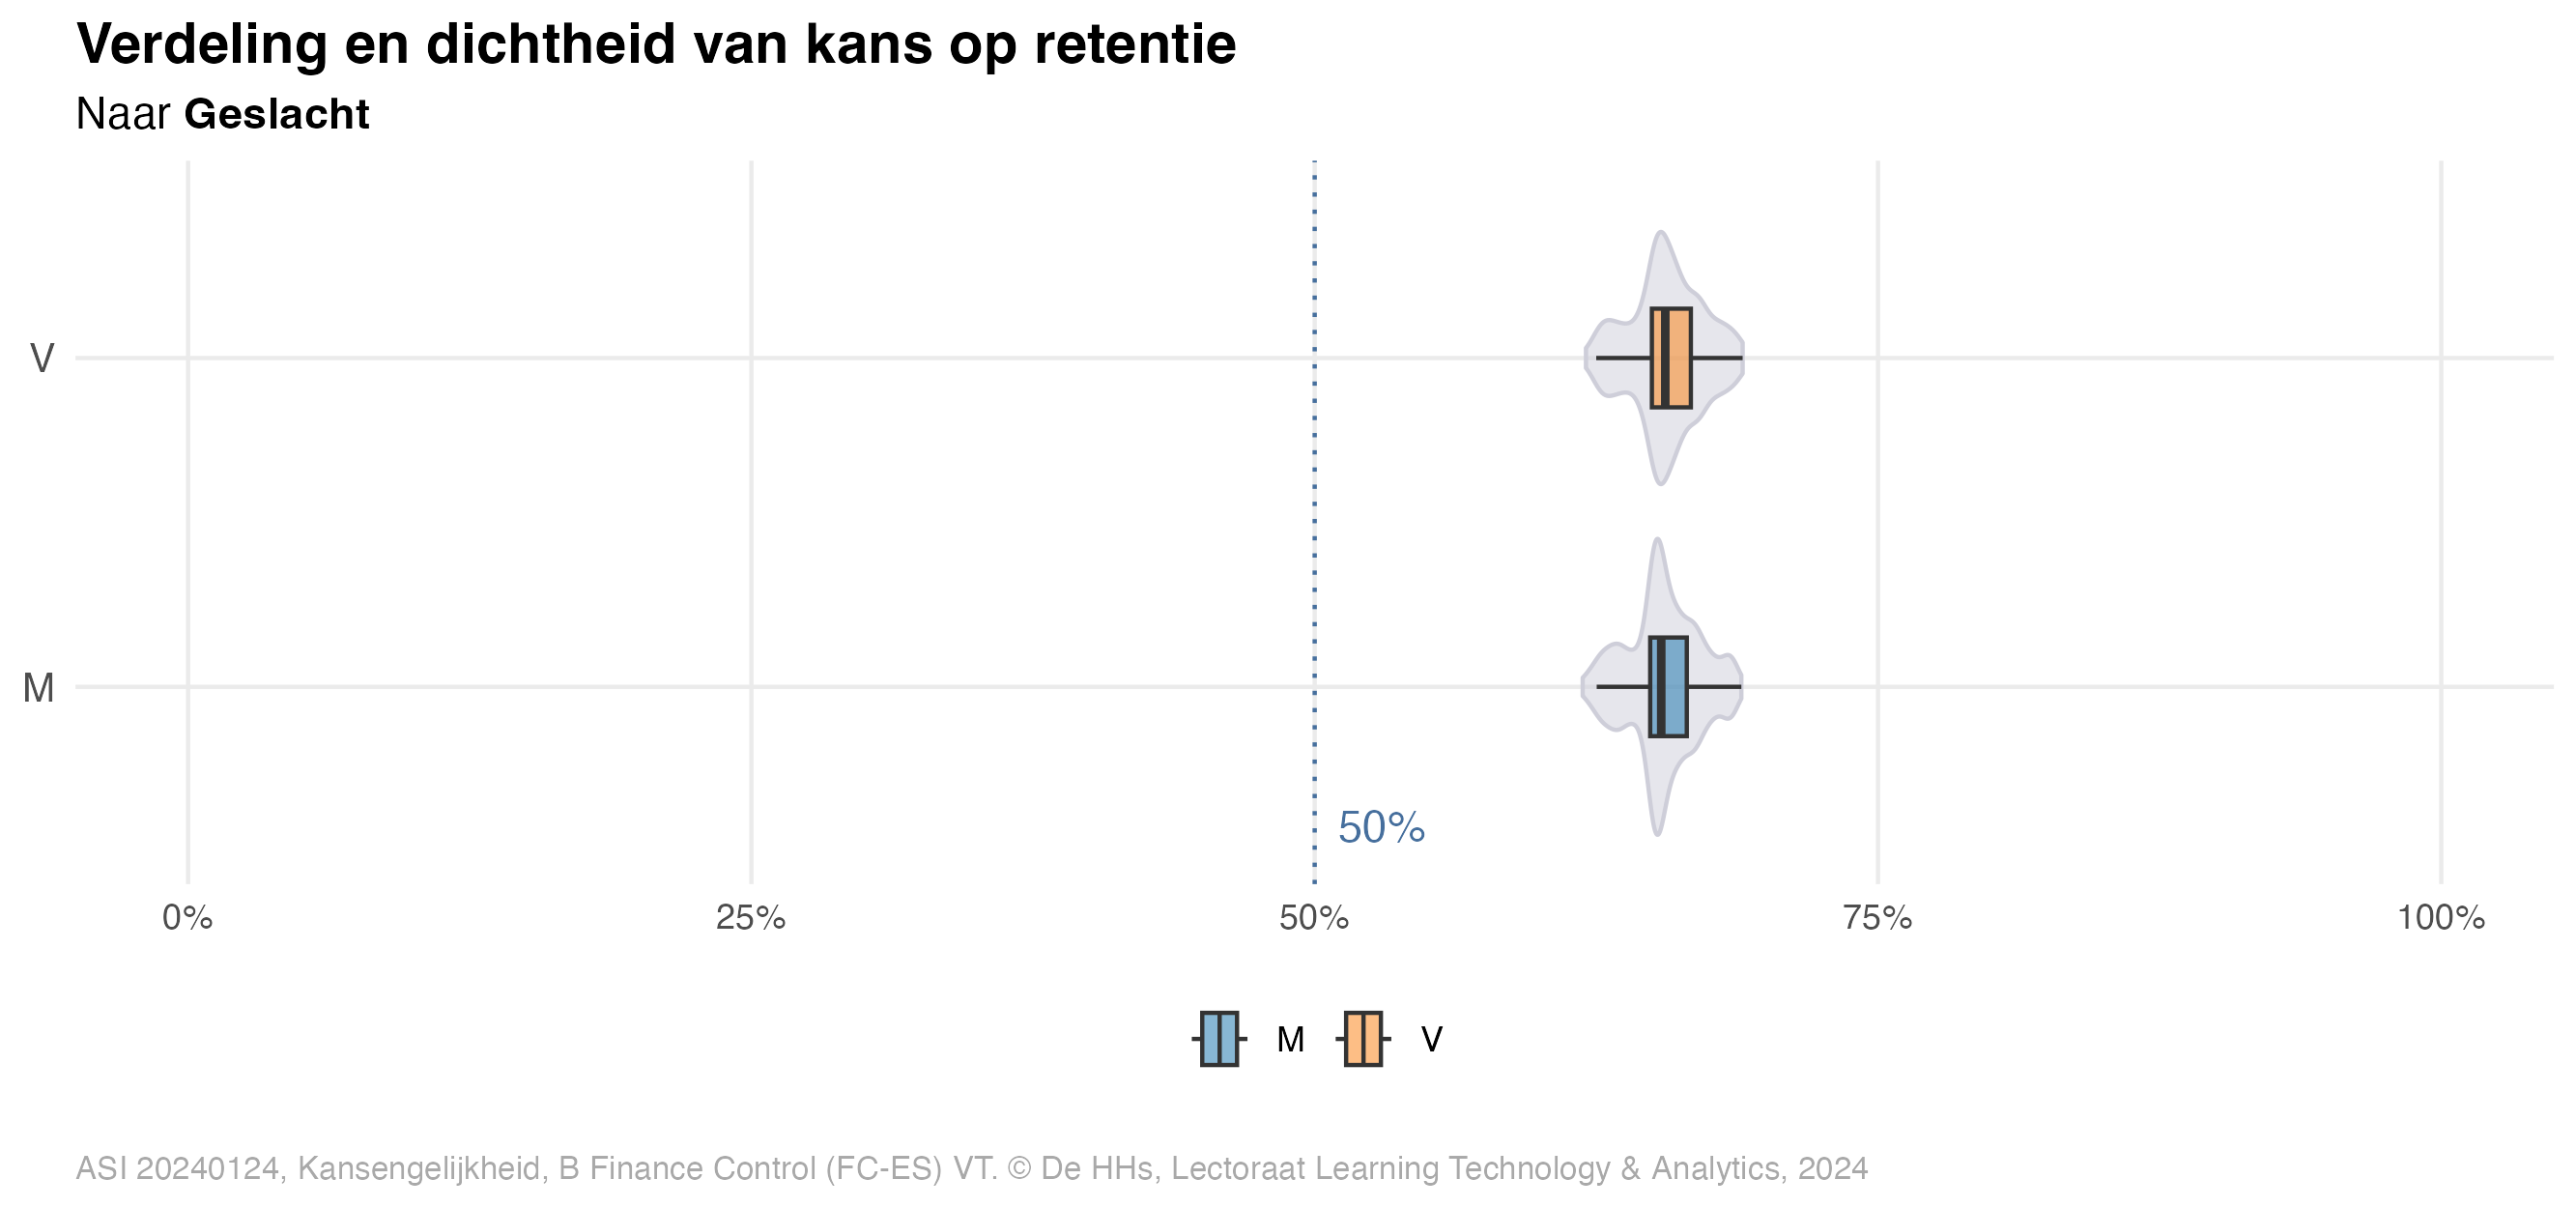 Verdeling en dichtheid van kans op retentie
Naar Geslacht
V
M
50%
0% 25% 50% 75% 100%
M V
ASI 20240124, Kansengelijkheid, B Finance Control (FC-ES) VT. © De HHs, Lectoraat Learning Technology & Analytics, 2024